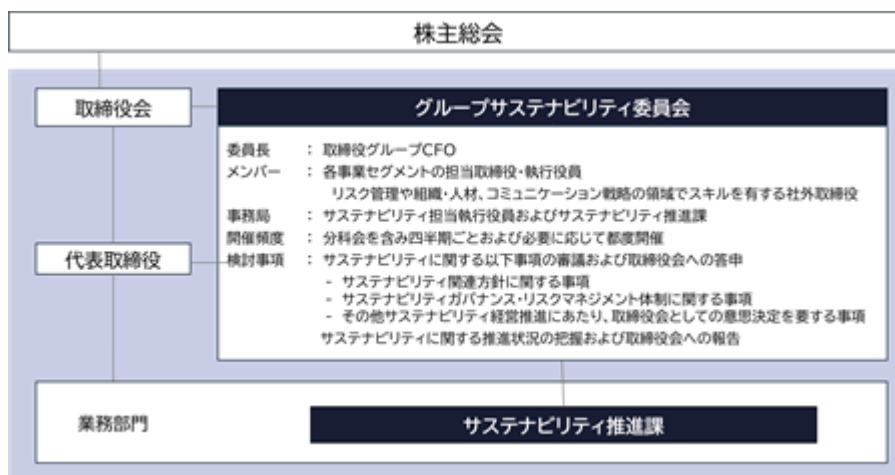 株主総会
取締役会
グループサステナビリティ委員会
委員長 : 取締役グループCFO
メンバー : 各事業セグメントの担当取締役・執行役員
リスク管理や組織・人材、コミュニケーション戦略の領域でスキルを有する社外取締役
事務局 : サステナビリティ担当執行役員およびサステナビリティ推進課
開催頻度 : 分科会を含み四半期ごとおよび必要に応じて都度開催
検討事項 : サステナビリティに関する以下事項の審議および取締役会への答申
- サステナビリティ関連方針に関する事項
- サステナビリティガバナンス・リスクマネジメント体制に関する事項
- その他サステナビリティ経営推進にあたり、取締役会としての意思決定を要する事項
サステナビリティに関する推進状況の把握および取締役会への報告
代表取締役
業務部門
サステナビリティ推進課